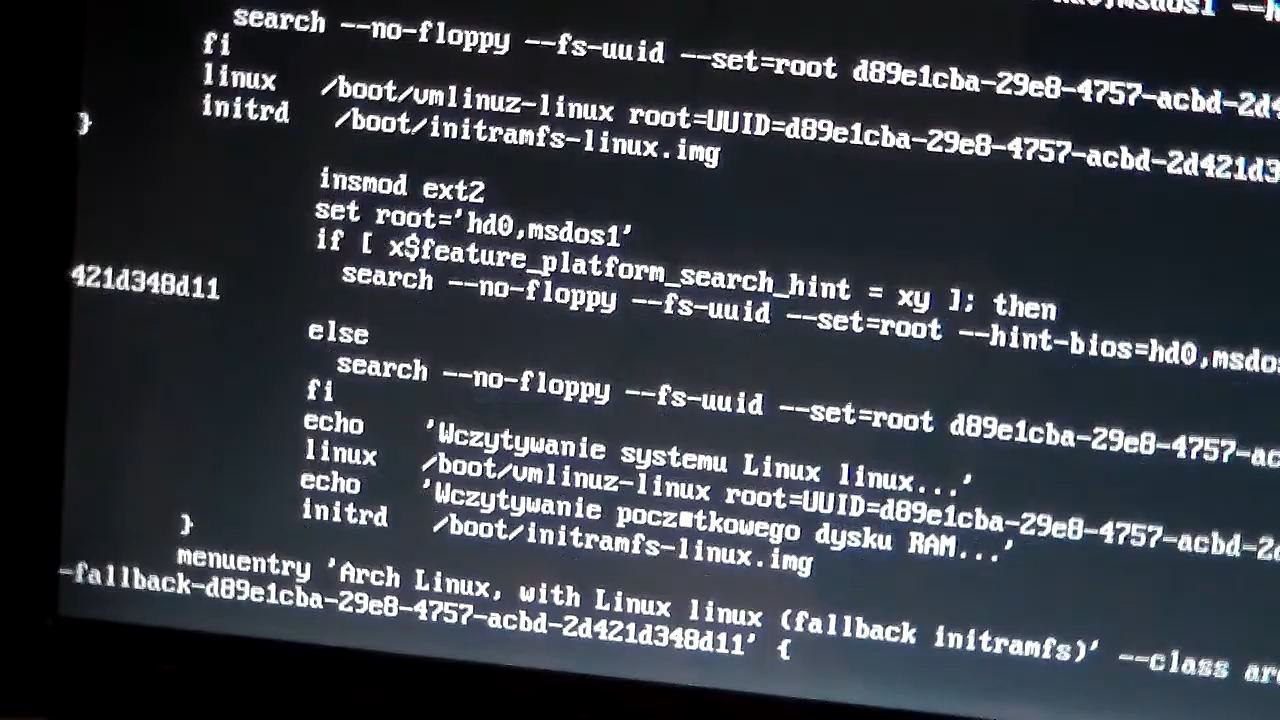 search --no-floppy --fs-uuid --set=root d89e1cba-29e8-4757-acbd-2d4
fi
linux /boot/vmlinuz-linux root=UUID=d89e1cba-29e8-4757-acbd-2d421d3
initrd /boot/initramfs-linux.img
}
insmod ext2
set root='hd0,msdos1'
if [ x$feature_platform_search_hint = xy ]; then
search --no-floppy --fs-uuid --set=root --hint-bios=hd0,msdo
421d348d11
else
search --no-floppy --fs-uuid --set=root d89e1cba-29e8-4757-ac
fi
echo 'Wczytywanie systemu Linux linux...'
linux /boot/vmlinuz-linux root=UUID=d89e1cba-29e8-4757-acbd-2d
echo 'Wczytywanie pocz■tkowego dysku RAM...'
initrd /boot/initramfs-linux.img
}
menuentry 'Arch Linux, with Linux linux (fallback initramfs)' --class ar
-fallback-d89e1cba-29e8-4757-acbd-2d421d348d11' {